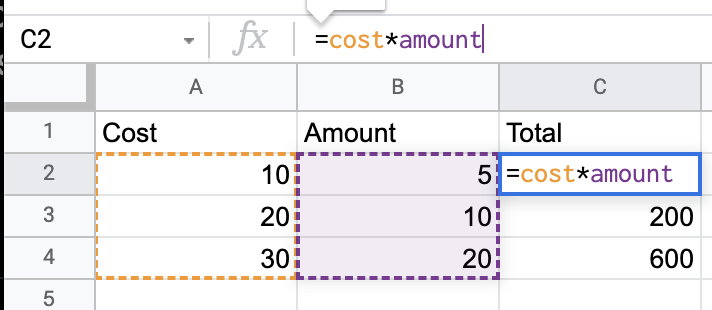 C2 fx =cost*amount
A B C
1 Cost Amount Total
2 10 5 =cost*amount
3 20 10 200
4 30 20 600
5